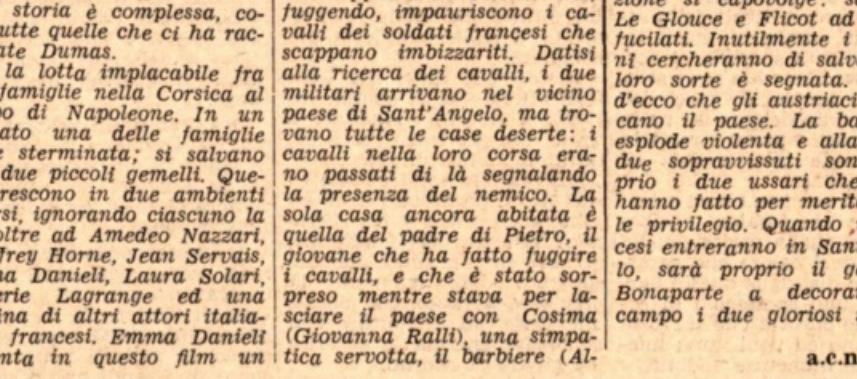 storia è complessa, co-
utte quelle che ci ha rac-
ate Dumas.
la lotta implacabile fra
famiglie nella Corsica al
po di Napoleone. In un
ato una delle famiglie
e sterminata; si salvano
due piccoli gemelli. Que-
rescono in due ambienti
rsi, ignorando ciascuno la
oltre ad Amedeo Nazzari,
ffrey Horne, Jean Servais,
na Danieli, Laura Solari,
erie Lagrange ed una
ina di altri attori italia-
francesi. Emma Danieli
nta in questo film un
fuggendo, impauriscono i ca-
valli dei soldati francesi che
scappano imbizzariti. Datisi
alla ricerca dei cavalli, i due
militari arrivano nel vicino
paese di Sant'Angelo, ma tro-
vano tutte le case deserte: i
cavalli nella loro corsa era-
no passati di là segnalando
la presenza del nemico. La
sola casa ancora abitata è
quella del padre di Pietro, il
giovane che ha fatto fuggire
i cavalli, e che è stato sor-
preso mentre stava per la-
sciare il paese con Cosima
(Giovanna Ralli), una simpa-
tica servotta, il barbiere (Al-
zione si capovolge:
Le Glouce e Flicot ad
fucilati. Inutilmente i
ni cercheranno di salv
loro sorte è segnata.
d'ecco che gli austriaci
cano il paese. La ba
esplode violenta e alla
due sopravvissuti son
prio i due ussari che
hanno fatto per merit
le privilegio. Quando
cesi entreranno in San
lo, sarà proprio il g
Bonaparte a decora
campo i due gloriosi
a.c.n